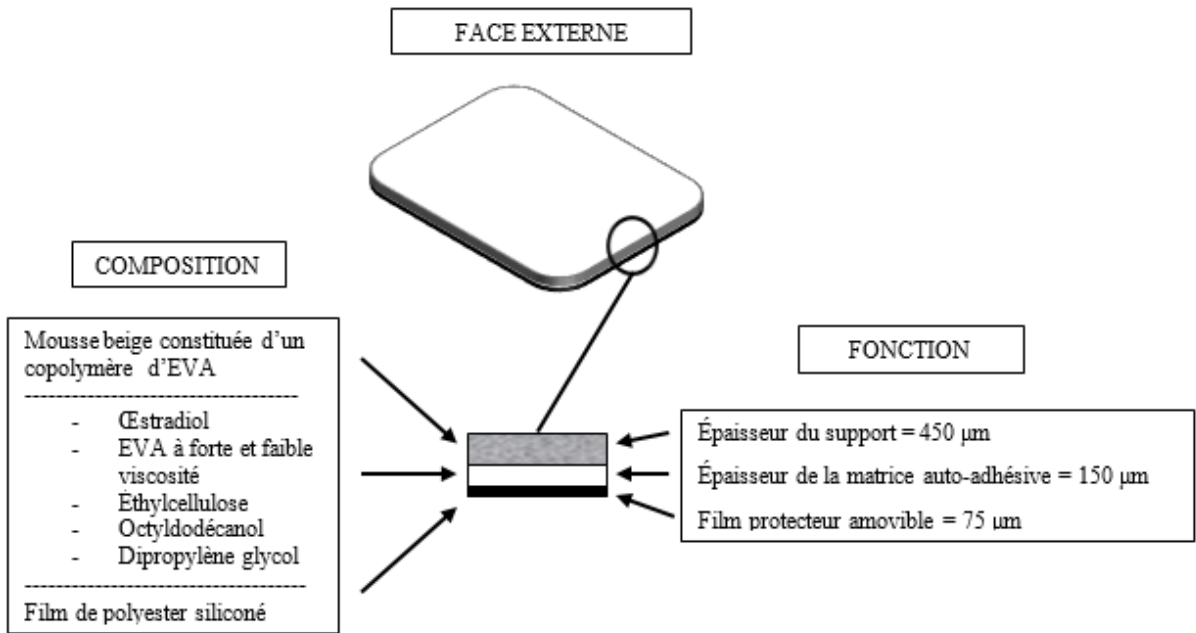 FACE EXTERNE
COMPOSITION
Mousse beige constituée d'un
copolymère d'EVA
----------------------------------
- Œstradiol
- EVA à forte et faible
viscosité
- Éthylcellulose
- Octyldodécanol
- Dipropylène glycol
-----------------------------------
Film de polyester siliconé
FONCTION
Épaisseur du support = 450 µm
Épaisseur de la matrice auto-adhésive = 150 µm
Film protecteur amovible = 75 µm